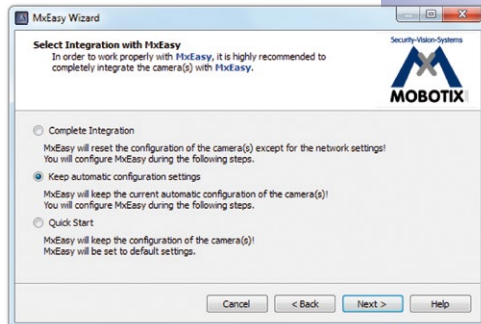 MxEasy Wizard
Select Integration with MxEasy
In order to work properly with MxEasy, it is highly recommended to
completely integrate the camera(s) with MxEasy.
Security-Vision-Systems
MOBOTIX
Complete Integration
MxEasy will reset the configuration of the camera(s) except for the network settings!
You will configure MxEasy during the following steps.
Keep automatic configuration settings
MxEasy will keep the current automatic configuration of the camera(s)!
You will configure MxEasy during the following steps.
Quick Start
MxEasy will keep the configuration of the camera(s)!
MxEasy will be set to default settings.
Cancel
< Back
Next >
Help